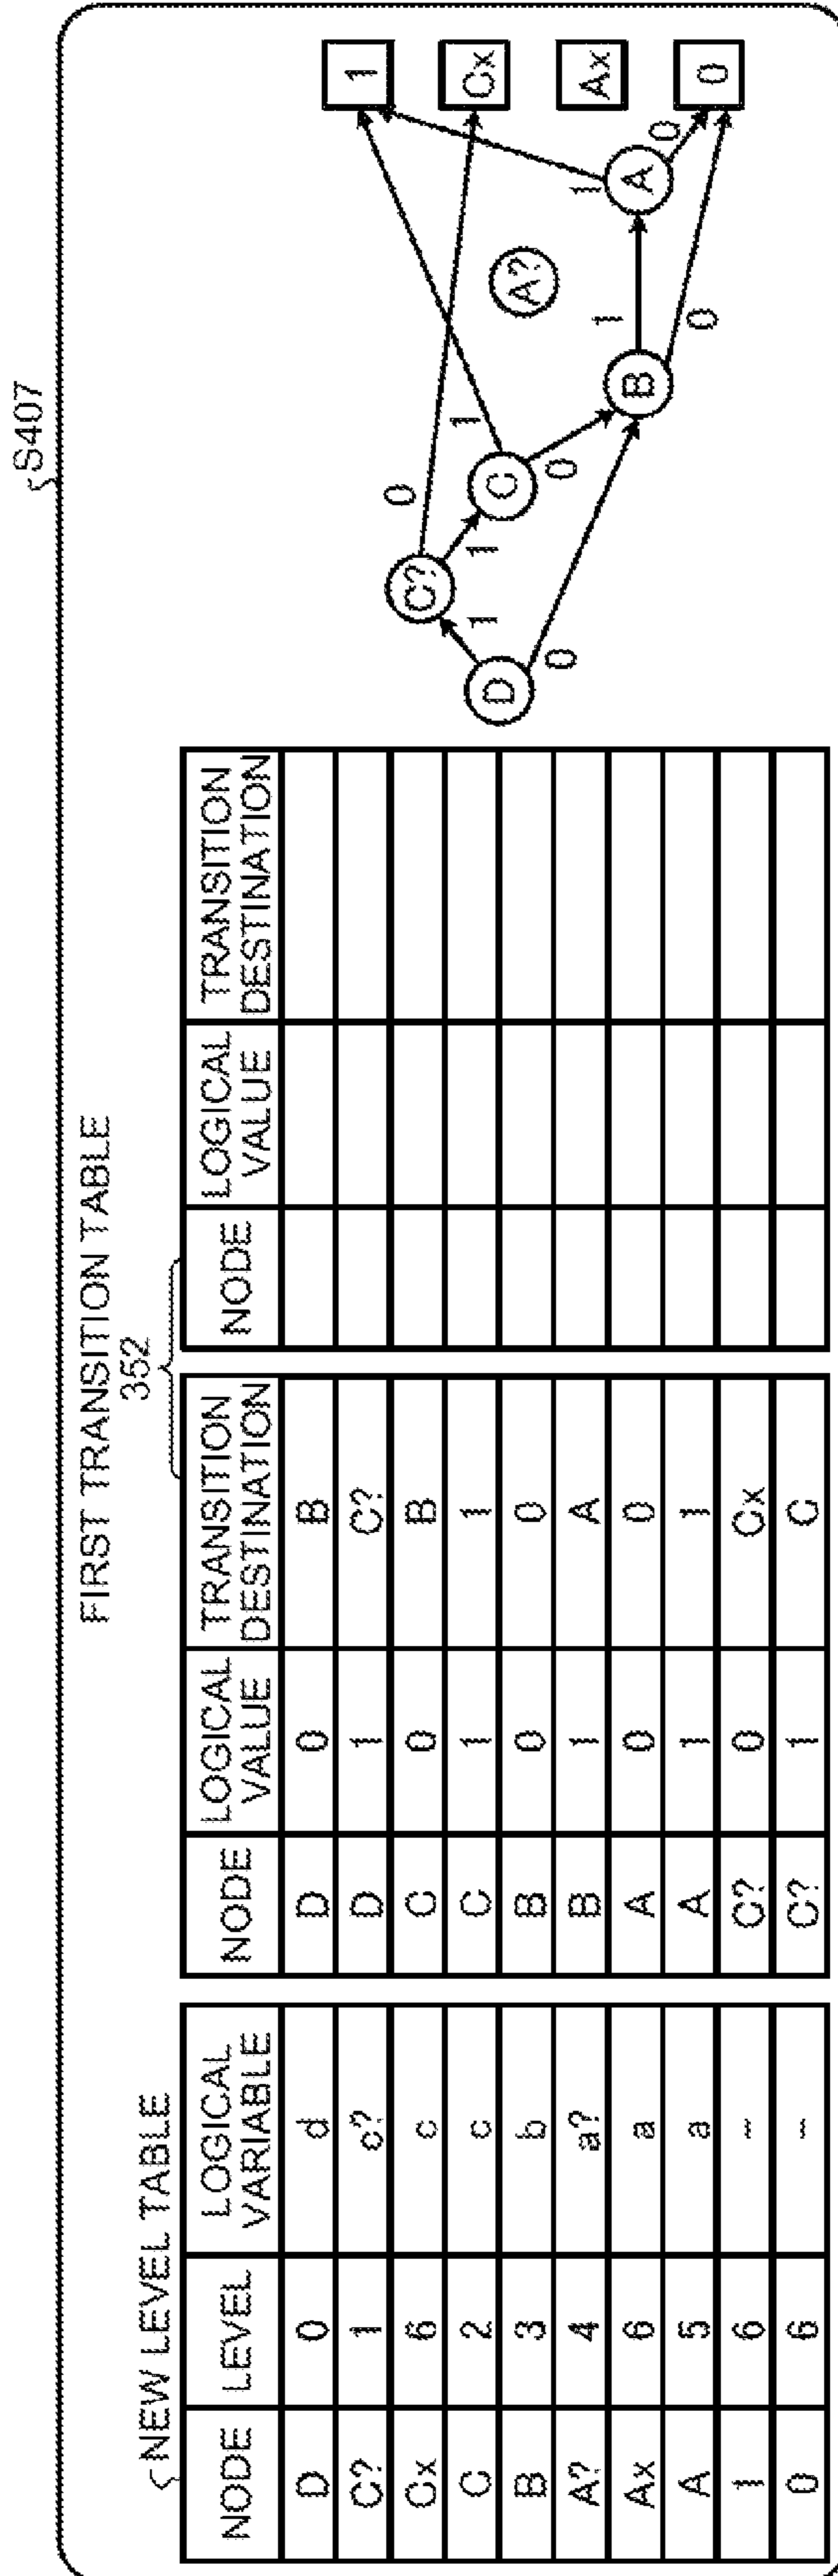 S407
FIRST TRANSITION TABLE
352
NEW LEVEL TABLE
NODE LEVEL LOGICAL VARIABLE
D 0 d
C? 1 c?
Cx 6 c
C 2 c
B 3 b
A? 4 a?
Ax 6 a
A 5 a
1 6 --
0 6 --
NODE LOGICAL VALUE TRANSITION DESTINATION
D 0 B
D 1 C?
C 0 B
C 1 1
B 0 0
B 1 A
A 0 0
A 1 1
C? 0 Cx
C? 1 C
NODE LOGICAL VALUE TRANSITION DESTINATION
D
1
0
C?
0
1
C
1
0
B
1
0
A?
A
1
0
1
Cx
Ax
0